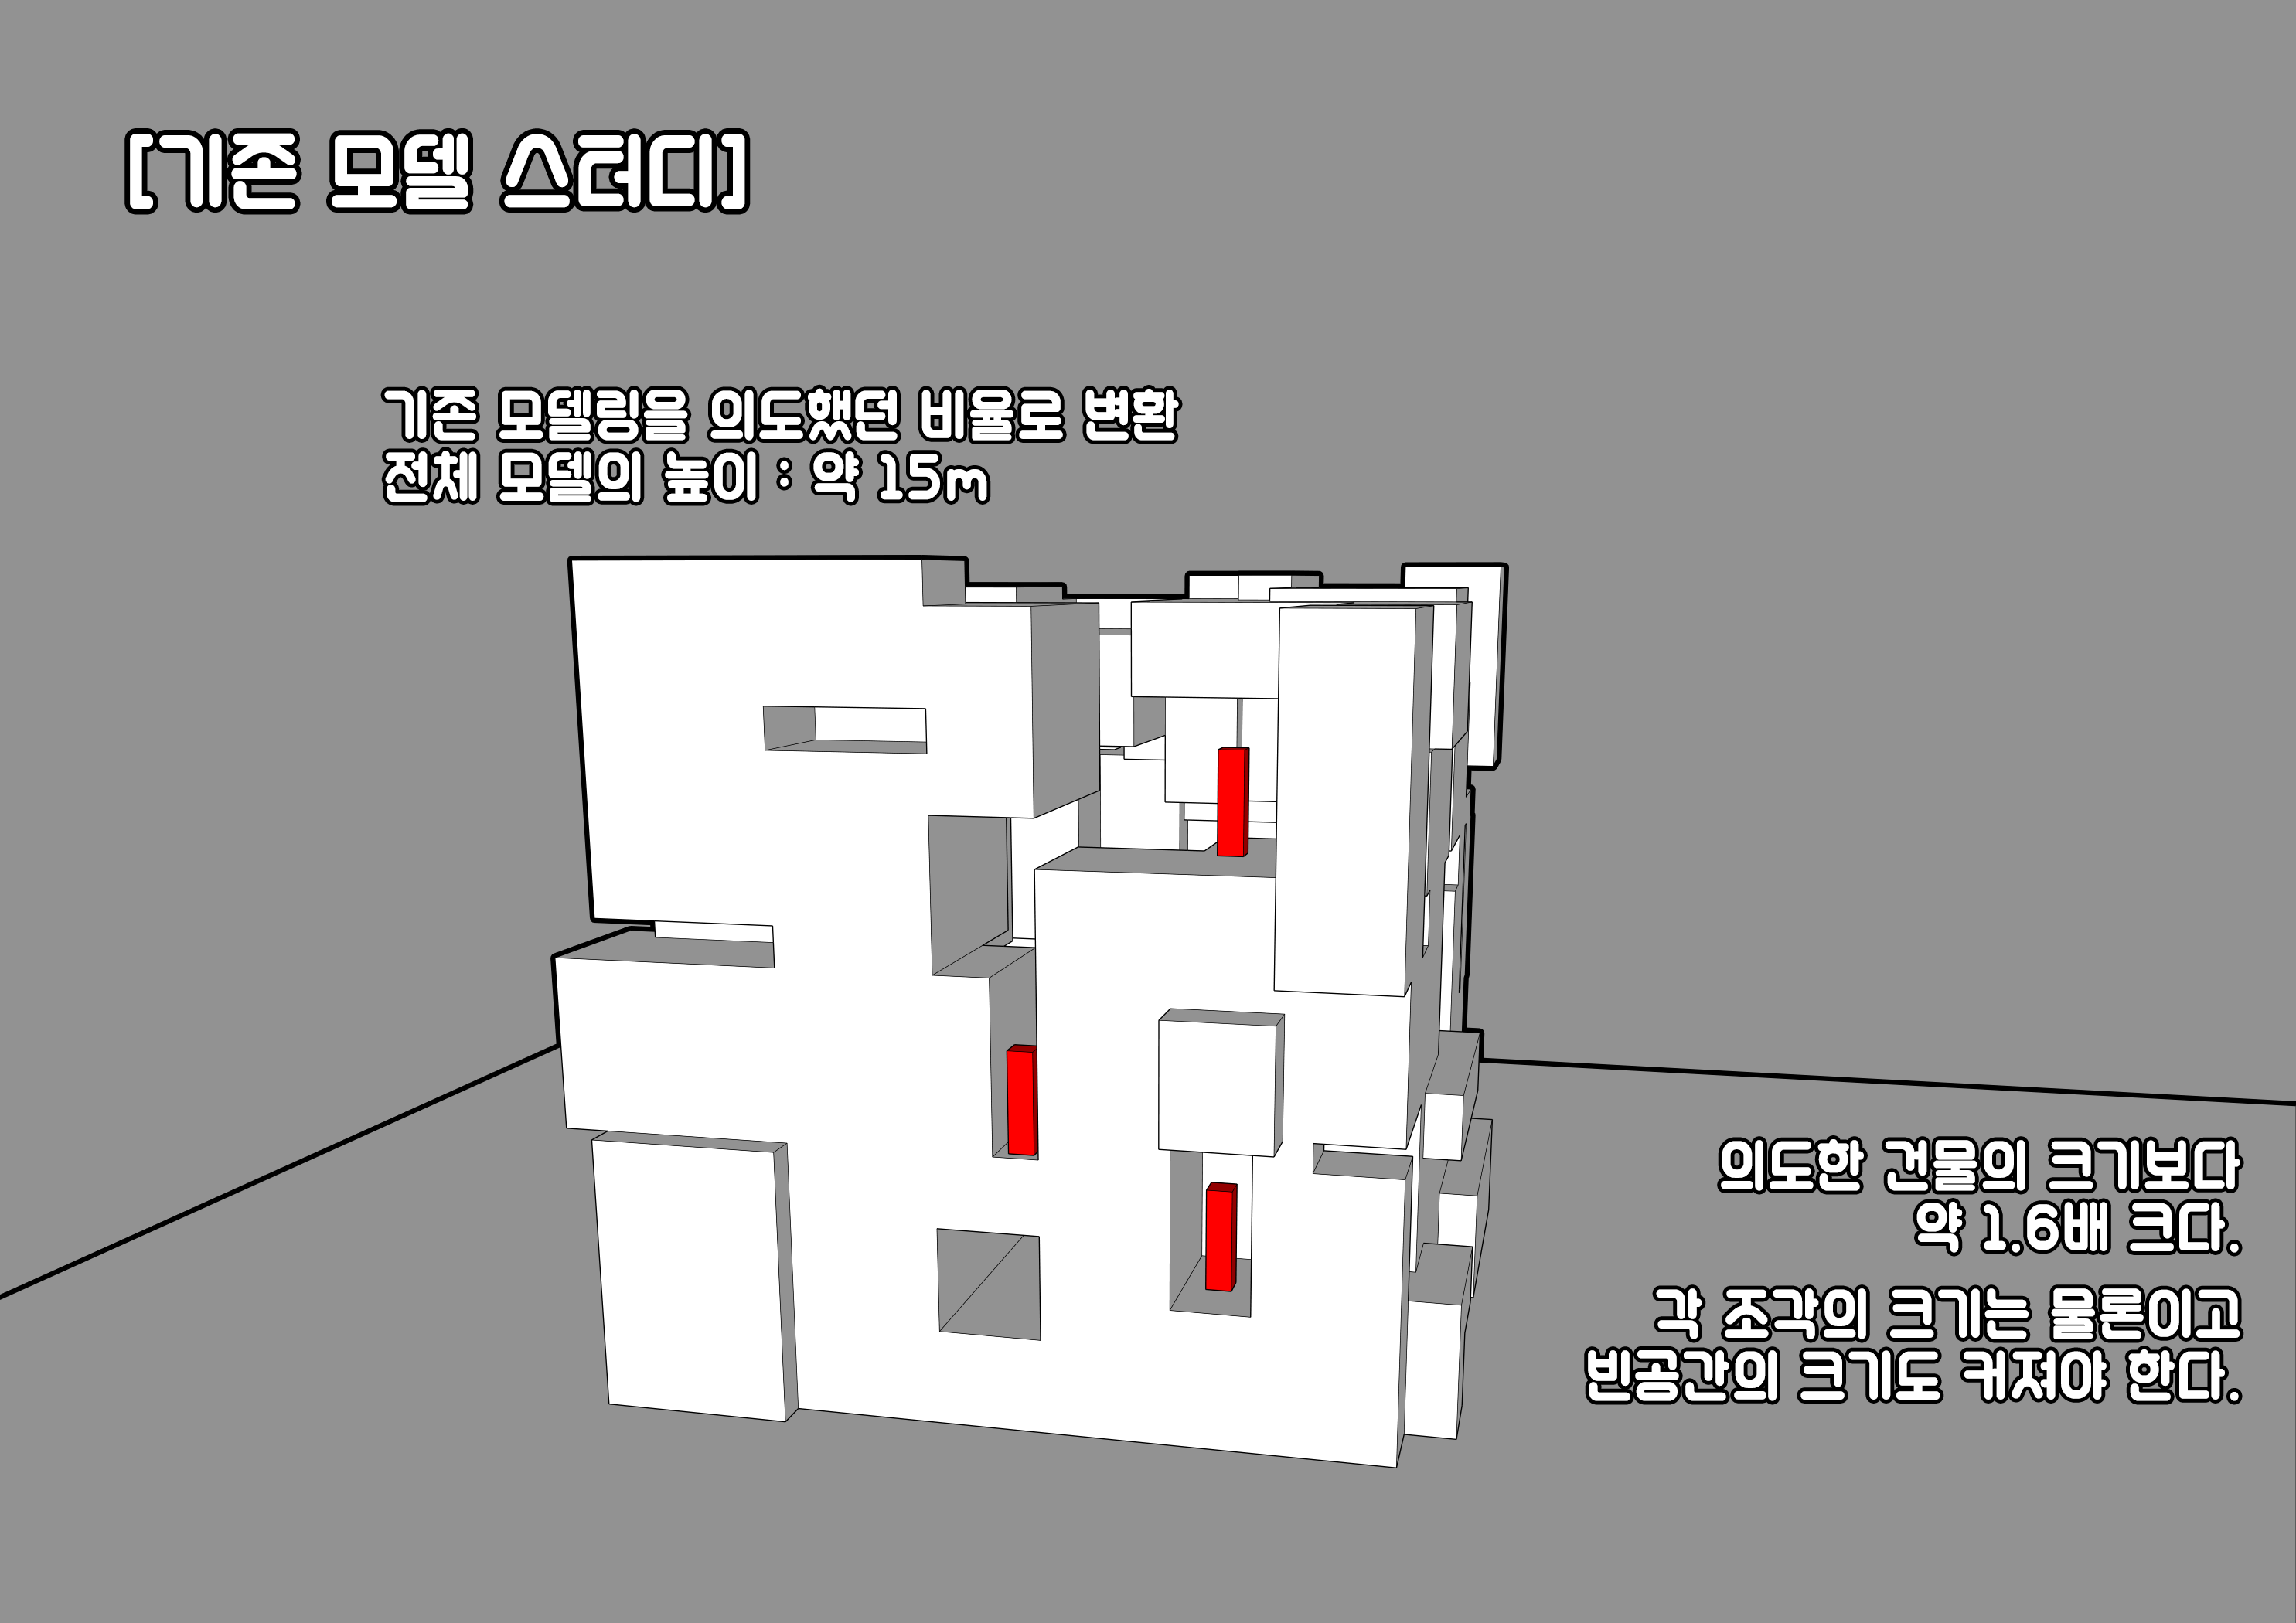 [기존 모델 스터디]
기존 모델링을 의도했던 비율로 변환
전체 모델의 높이 : 약 15m
의도한 건물의 크기보다
약 1.6배 크다.
각 조각의 크기는 물론이고
빈공간의 크기도 커져야 한다.